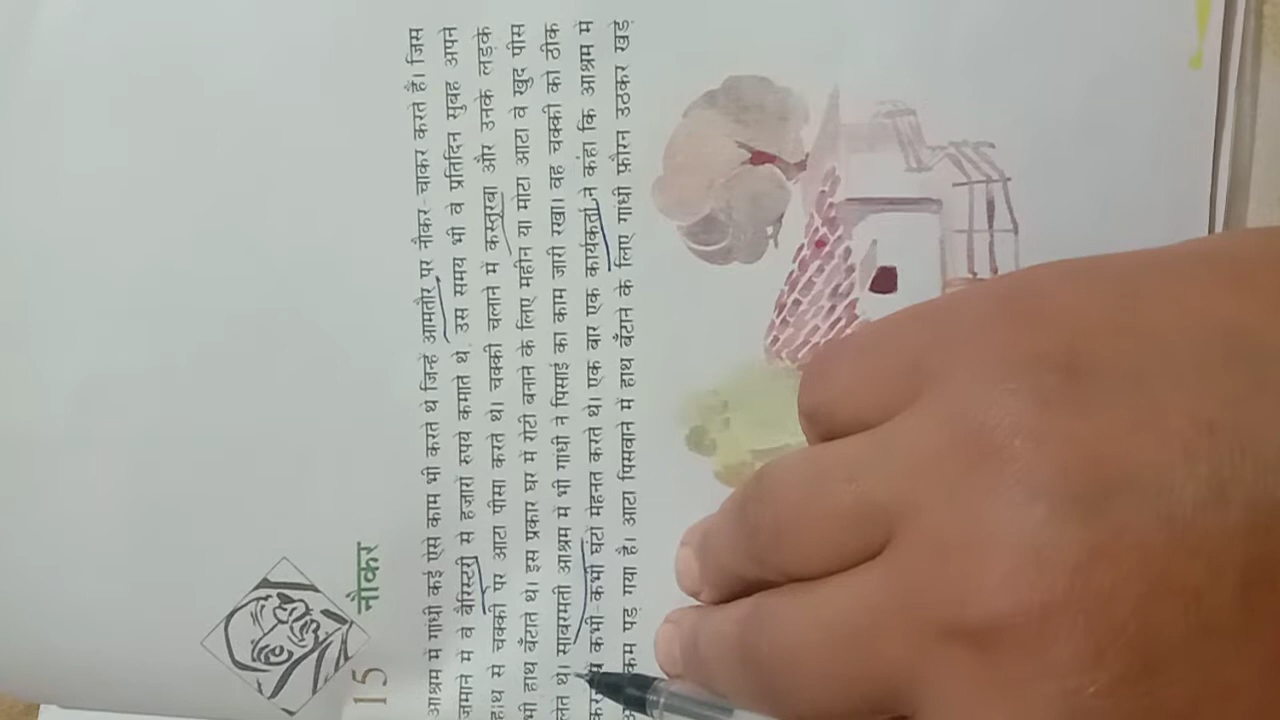 15
नौकर
आश्रम में गांधी कई ऐसे काम भी करते थे जिन्हें आमतौर पर नौकर-चाकर करते हैं। जिस
ज़माने में वे बैरिस्टरी से हज़ारों रुपये कमाते थे, उस समय भी वे प्रतिदिन सुबह अपने
हाथ से चक्की पर आटा पीसा करते थे। चक्की चलाने में कस्तूरबा और उनके लड़के
भी हाथ बँटाते थे। इस प्रकार घर में रोटी बनाने के लिए महीन या मोटा आटा वे खुद पीस
लेते थे। साबरमती आश्रम में भी गांधी ने पिसाई का काम जारी रखा। वह चक्की को ठीक
कभी-कभी घंटों मेहनत करते थे। एक बार एक कार्यकर्ता ने कहा कि आश्रम में
कम पड़ गया है। आटा पिसवाने में हाथ बँटाने के लिए गांधी फौरन उठकर खड़े